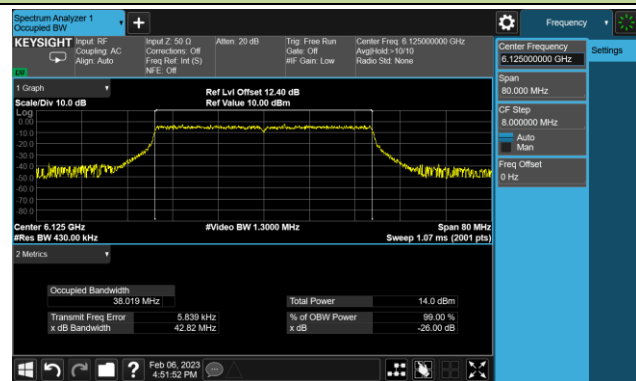 Spectrum Analyzer 1
Occupied BW
Frequency
KEYSIGHT
Input: RF
Coupling: AC
Align: Auto
Input Z: 50 Ω
Corrections: Off
Freq Ref: Int (S)
NFE: Off
Atten: 20 dB
Trig: Free Run
Gate: Off
#IF Gain: Low
Center Freq: 6.125000000 GHz
Avg|Hold:>10/10
Radio Std: None
Center Frequency
6.125000000 GHz
Settings
Span
80.000 MHz
CF Step
8.000000 MHz
Auto
Man
Freq Offset
0 Hz
1 Graph
Scale/Div 10.0 dB
Ref Lvl Offset 12.40 dB
Ref Value 10.00 dBm
Log
0.00
-10.0
-20.0
-30.0
-40.0
-50.0
-60.0
-70.0
-80.0
Center 6.125 GHz
#Res BW 430.00 kHz
#Video BW 1.3000 MHz
Span 80 MHz
Sweep 1.07 ms (2001 pts)
2 Metrics
Occupied Bandwidth
38.019 MHz
Total Power 14.0 dBm
Transmit Freq Error 5.839 kHz
% of OBW Power 99.00 %
x dB Bandwidth 42.82 MHz
x dB -26.00 dB
Feb 06, 2023
4:51:52 PM